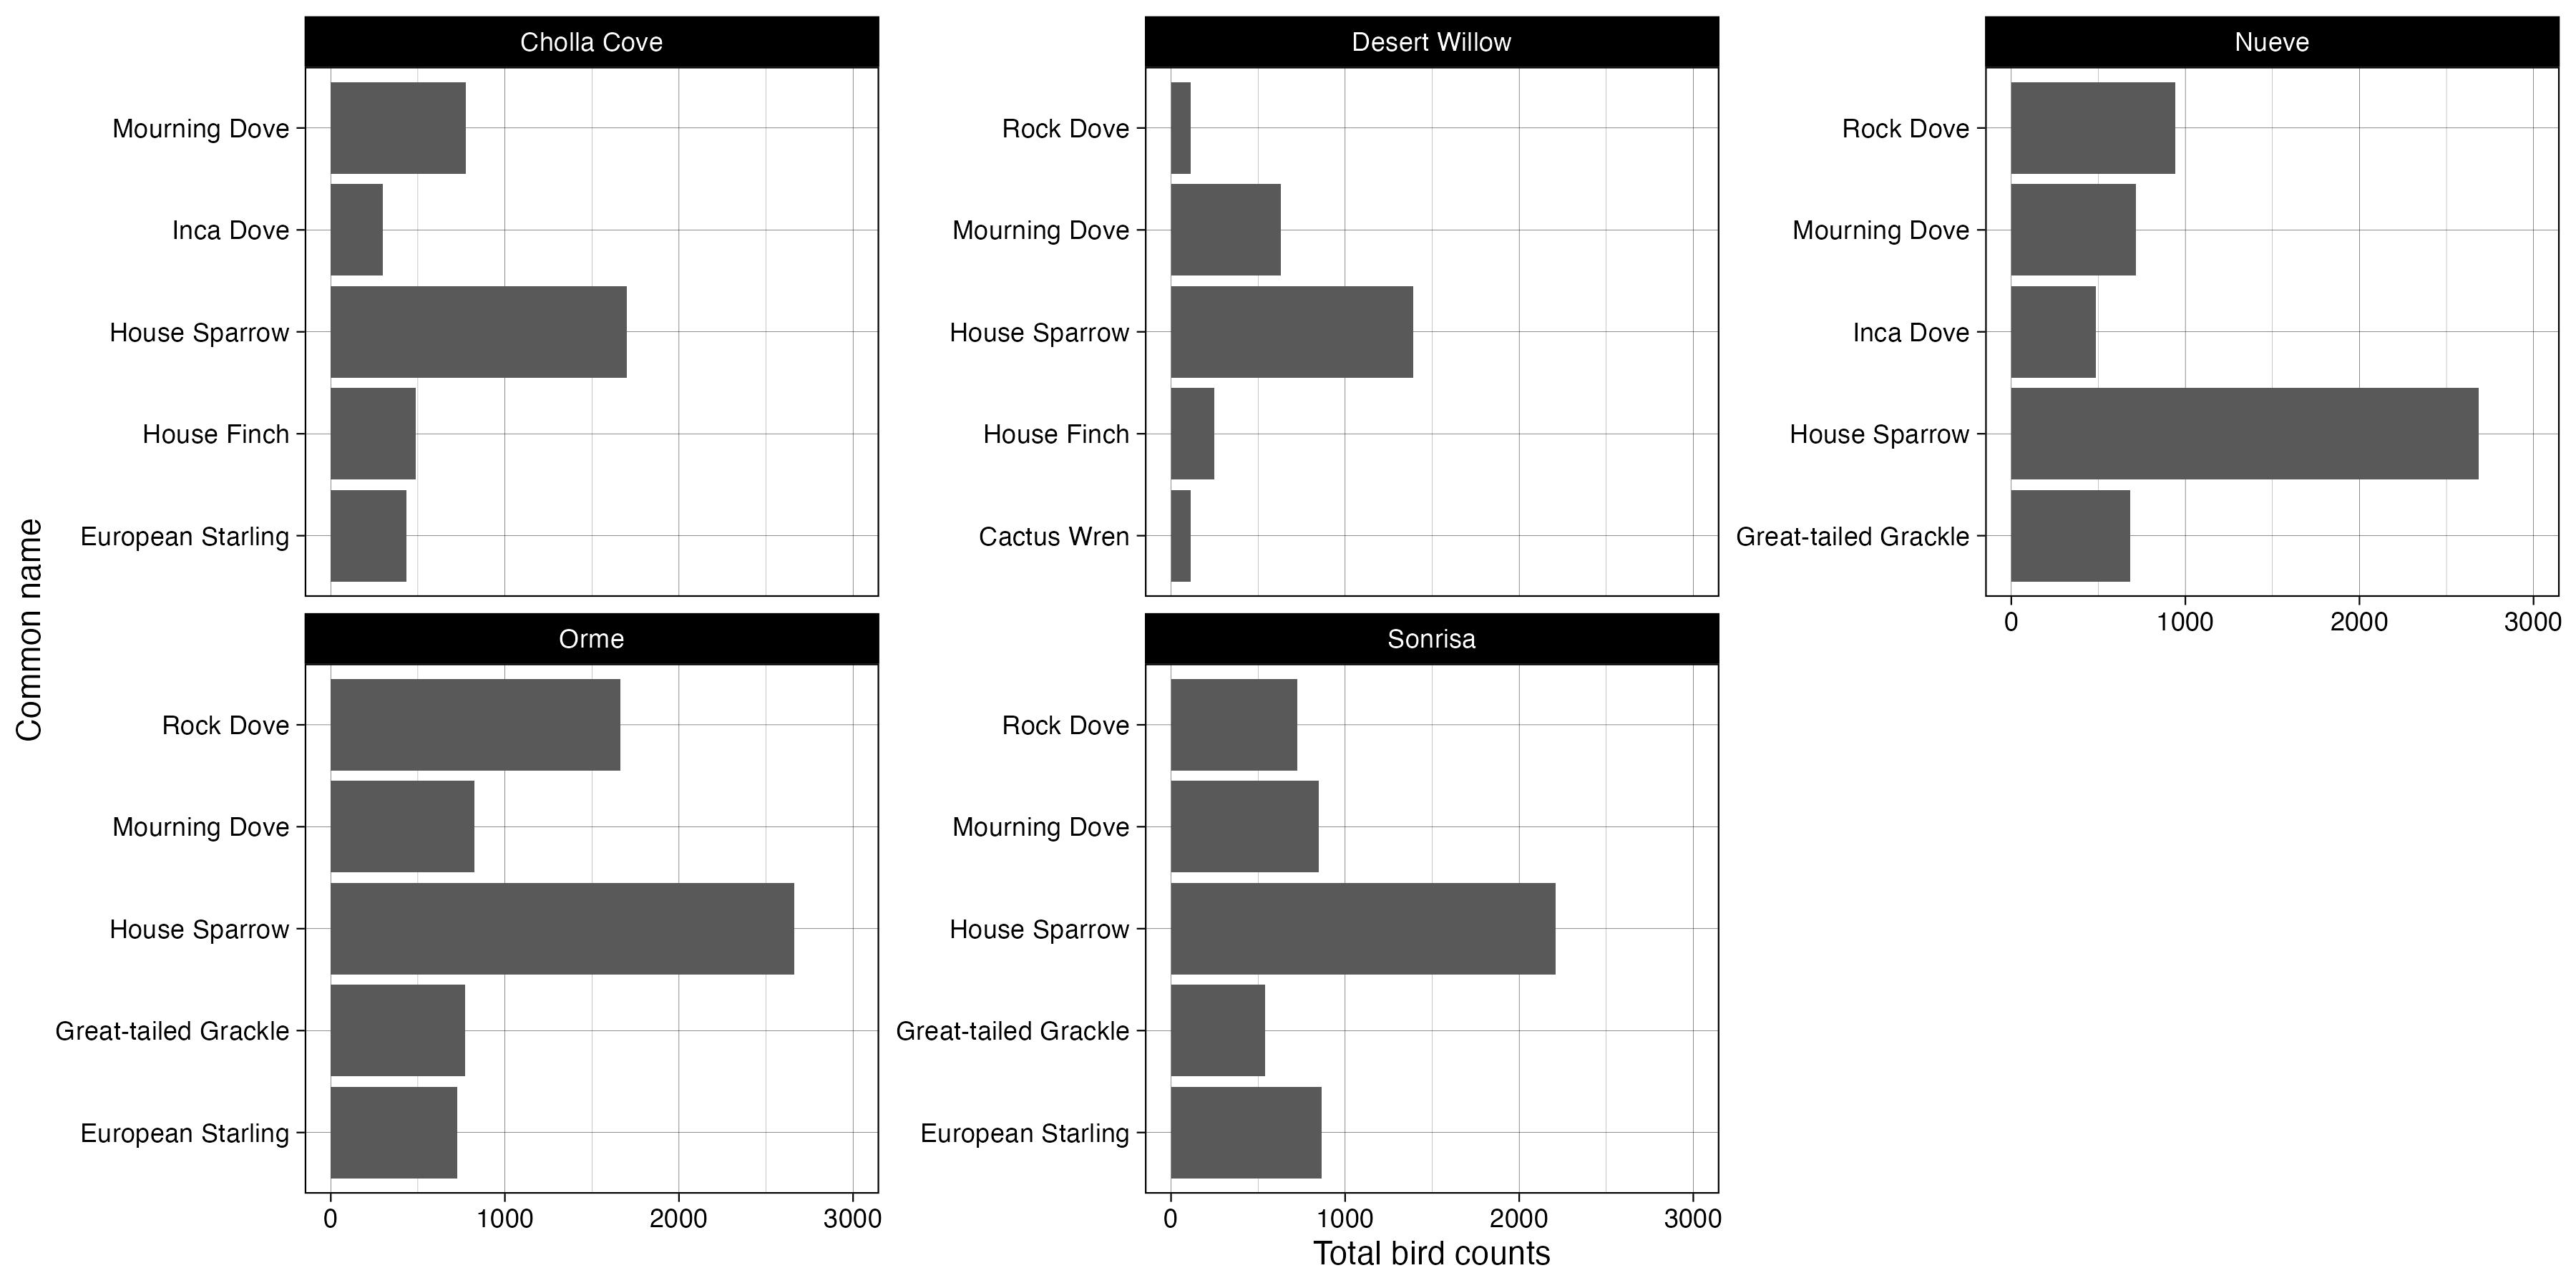 Cholla Cove
Desert Willow
Nueve
Mourning Dove
Inca Dove
House Sparrow
House Finch
European Starling
Rock Dove
Mourning Dove
House Sparrow
House Finch
Cactus Wren
Rock Dove
Mourning Dove
Inca Dove
House Sparrow
Great-tailed Grackle
0 1000 2000 3000
Common name
Orme
Sonrisa
Rock Dove
Mourning Dove
House Sparrow
Great-tailed Grackle
European Starling
0 1000 2000 3000
Rock Dove
Mourning Dove
House Sparrow
Great-tailed Grackle
European Starling
0 1000 2000 3000
Total bird counts